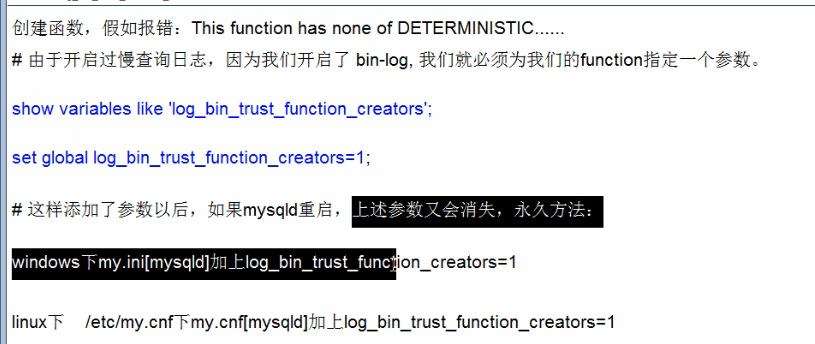 创建函数，假如报错：This function has none of DETERMINISTIC......
# 由于开启过慢查询日志，因为我们开启了 bin-log, 我们就必须为我们的function指定一个参数。
show variables like 'log_bin_trust_function_creators';
set global log_bin_trust_function_creators=1;
# 这样添加了参数以后，如果mysqld重启，上述参数又会消失，永久方法：
windows下my.ini[mysqld]加上log_bin_trust_function_creators=1
linux下 /etc/my.cnf下my.cnf[mysqld]加上log_bin_trust_function_creators=1